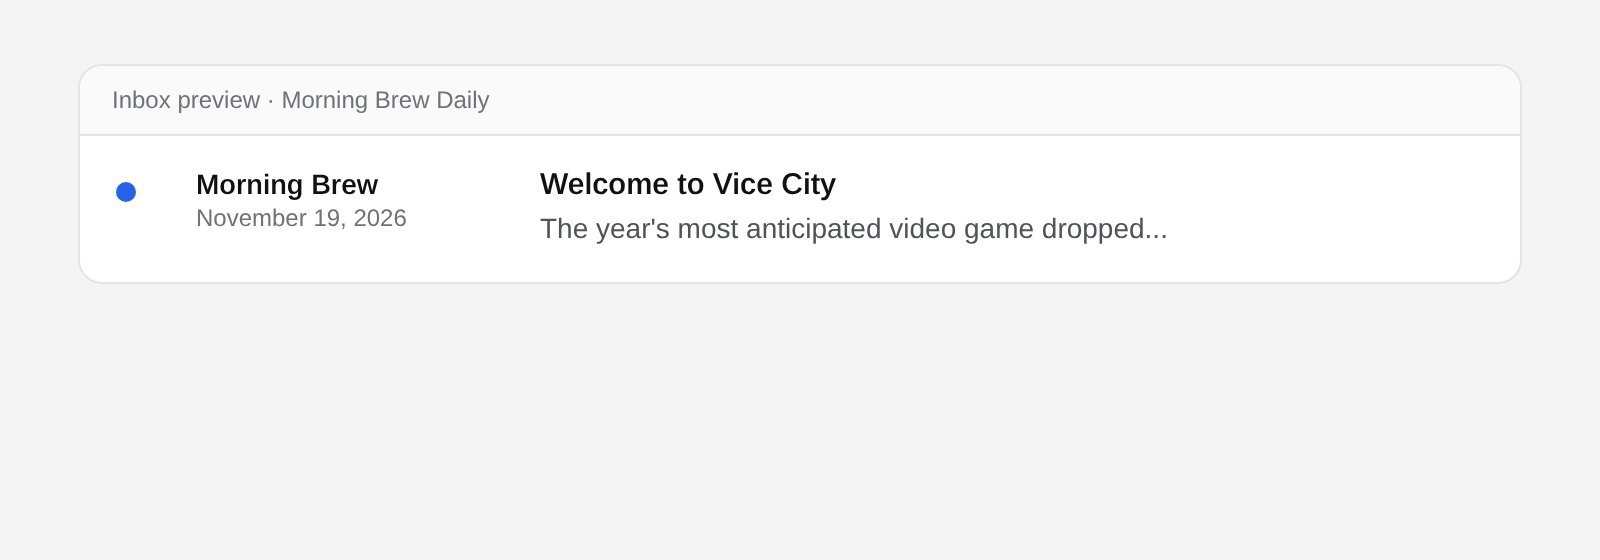 Inbox preview · Morning Brew Daily
Morning Brew
November 19, 2026
Welcome to Vice City
The year's most anticipated video game dropped...